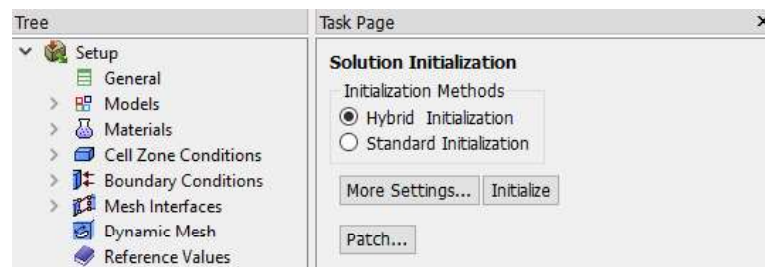 Tree
Setup
General
Models
Materials
Cell Zone Conditions
Boundary Conditions
Mesh Interfaces
Dynamic Mesh
Reference Values
Task Page
Solution Initialization
Initialization Methods
Hybrid Initialization
Standard Initialization
More Settings... Initialize
Patch...